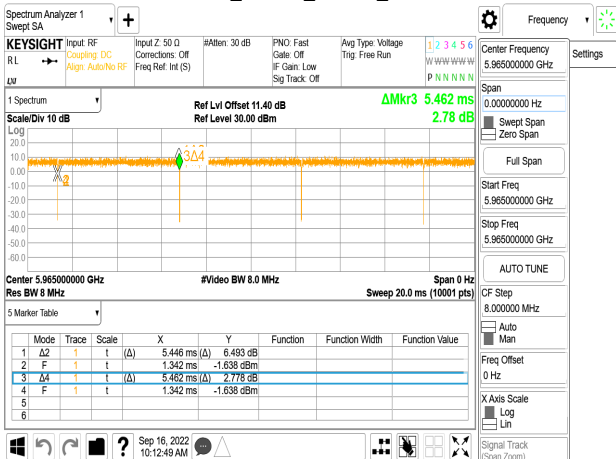 Spectrum Analyzer 1
Swept SA
Frequency
KEYSIGHT Input: RF
RL
Coupling: DC
Align: Auto/No RF
Input Z: 50 Ω
Corrections: Off
Freq Ref: Int (S)
#Atten: 30 dB
PNO: Fast
Gate: Off
IF Gain: Low
Sig Track: Off
Avg Type: Voltage
Trig: Free Run
1 2 3 4 5 6
W W W W W W
P N N N N N
1 Spectrum
Scale/Div 10 dB
Ref Lvl Offset 11.40 dB
Ref Level 30.00 dBm
ΔMkr3 5.462 ms
2.78 dB
Log
20.0
10.0
0.00
-10.0
-20.0
-30.0
-40.0
-50.0
-60.0
3Δ4
2
Center 5.965000000 GHz
Res BW 8 MHz
#Video BW 8.0 MHz
Span 0 Hz
Sweep 20.0 ms (10001 pts)
5 Marker Table
Mode Trace Scale X Y Function Function Width Function Value
1 Δ2 1 t (Δ) 5.446 ms (Δ) 6.493 dB
2 F 1 t 1.342 ms -1.638 dBm
3 Δ4 1 t (Δ) 5.462 ms (Δ) 2.778 dB
4 F 1 t 1.342 ms -1.638 dBm
5
6
Sep 16, 2022
10:12:49 AM
Center Frequency
5.965000000 GHz
Settings
Span
0.00000000 Hz
Swept Span
Zero Span
Full Span
Start Freq
5.965000000 GHz
Stop Freq
5.965000000 GHz
AUTO TUNE
CF Step
8.000000 MHz
Auto
Man
Freq Offset
0 Hz
X Axis Scale
Log
Lin
Signal Track
(Span Zoom)